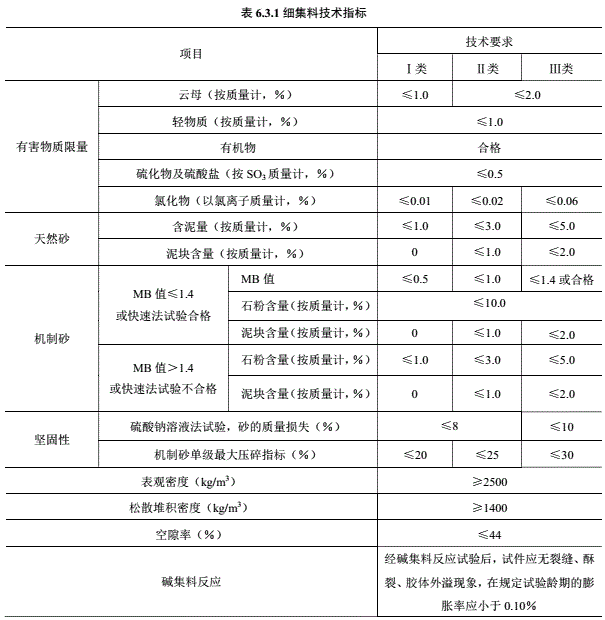 表 6.3.1 细集料技术指标
项目
技术要求
Ⅰ类
Ⅱ类
Ⅲ类
有害物质限量
云母（按质量计，%）
≤1.0
≤2.0
轻物质（按质量计，%）
≤1.0
有机物
合格
硫化物及硫酸盐（按 SO₃ 质量计，%）
≤0.5
氯化物（以氯离子质量计，%）
≤0.01
≤0.02
≤0.06
天然砂
含泥量（按质量计，%）
≤1.0
≤3.0
≤5.0
泥块含量（按质量计，%）
0
≤1.0
≤2.0
机制砂
MB 值≤1.4
或快速法试验合格
MB 值
≤0.5
≤1.0
≤1.4 或合格
石粉含量（按质量计，%）
≤10.0
泥块含量（按质量计，%）
0
≤1.0
≤2.0
MB 值＞1.4
或快速法试验不合格
石粉含量（按质量计，%）
≤1.0
≤3.0
≤5.0
泥块含量（按质量计，%）
0
≤1.0
≤2.0
坚固性
硫酸钠溶液法试验，砂的质量损失（%）
≤8
≤10
机制砂单级最大压碎指标（%）
≤20
≤25
≤30
表观密度（kg/m³）
≥2500
松散堆积密度（kg/m³）
≥1400
空隙率（%）
≤44
碱集料反应
经碱集料反应试验后，试件应无裂缝、酥
裂、胶体外溢现象，在规定试验龄期的膨
胀率应小于 0.10%